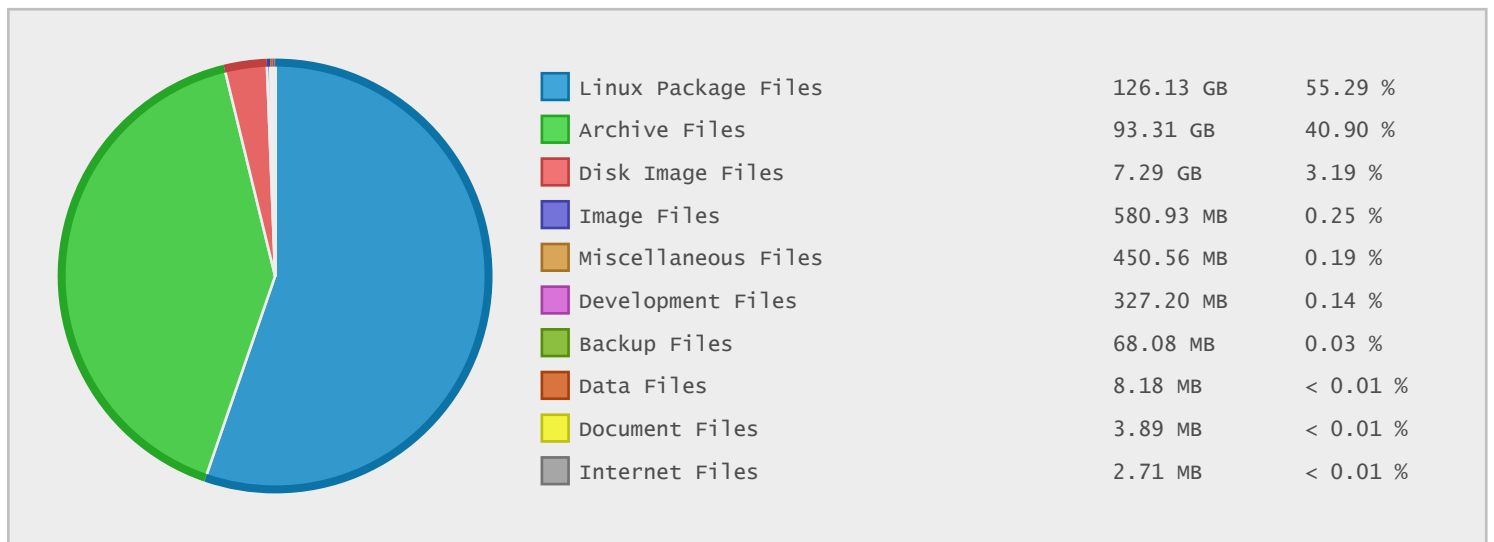 Linux Package Files 126.13 GB 55.29 %
Archive Files 93.31 GB 40.90 %
Disk Image Files 7.29 GB 3.19 %
Image Files 580.93 MB 0.25 %
Miscellaneous Files 450.56 MB 0.19 %
Development Files 327.20 MB 0.14 %
Backup Files 68.08 MB 0.03 %
Data Files 8.18 MB < 0.01 %
Document Files 3.89 MB < 0.01 %
Internet Files 2.71 MB < 0.01 %